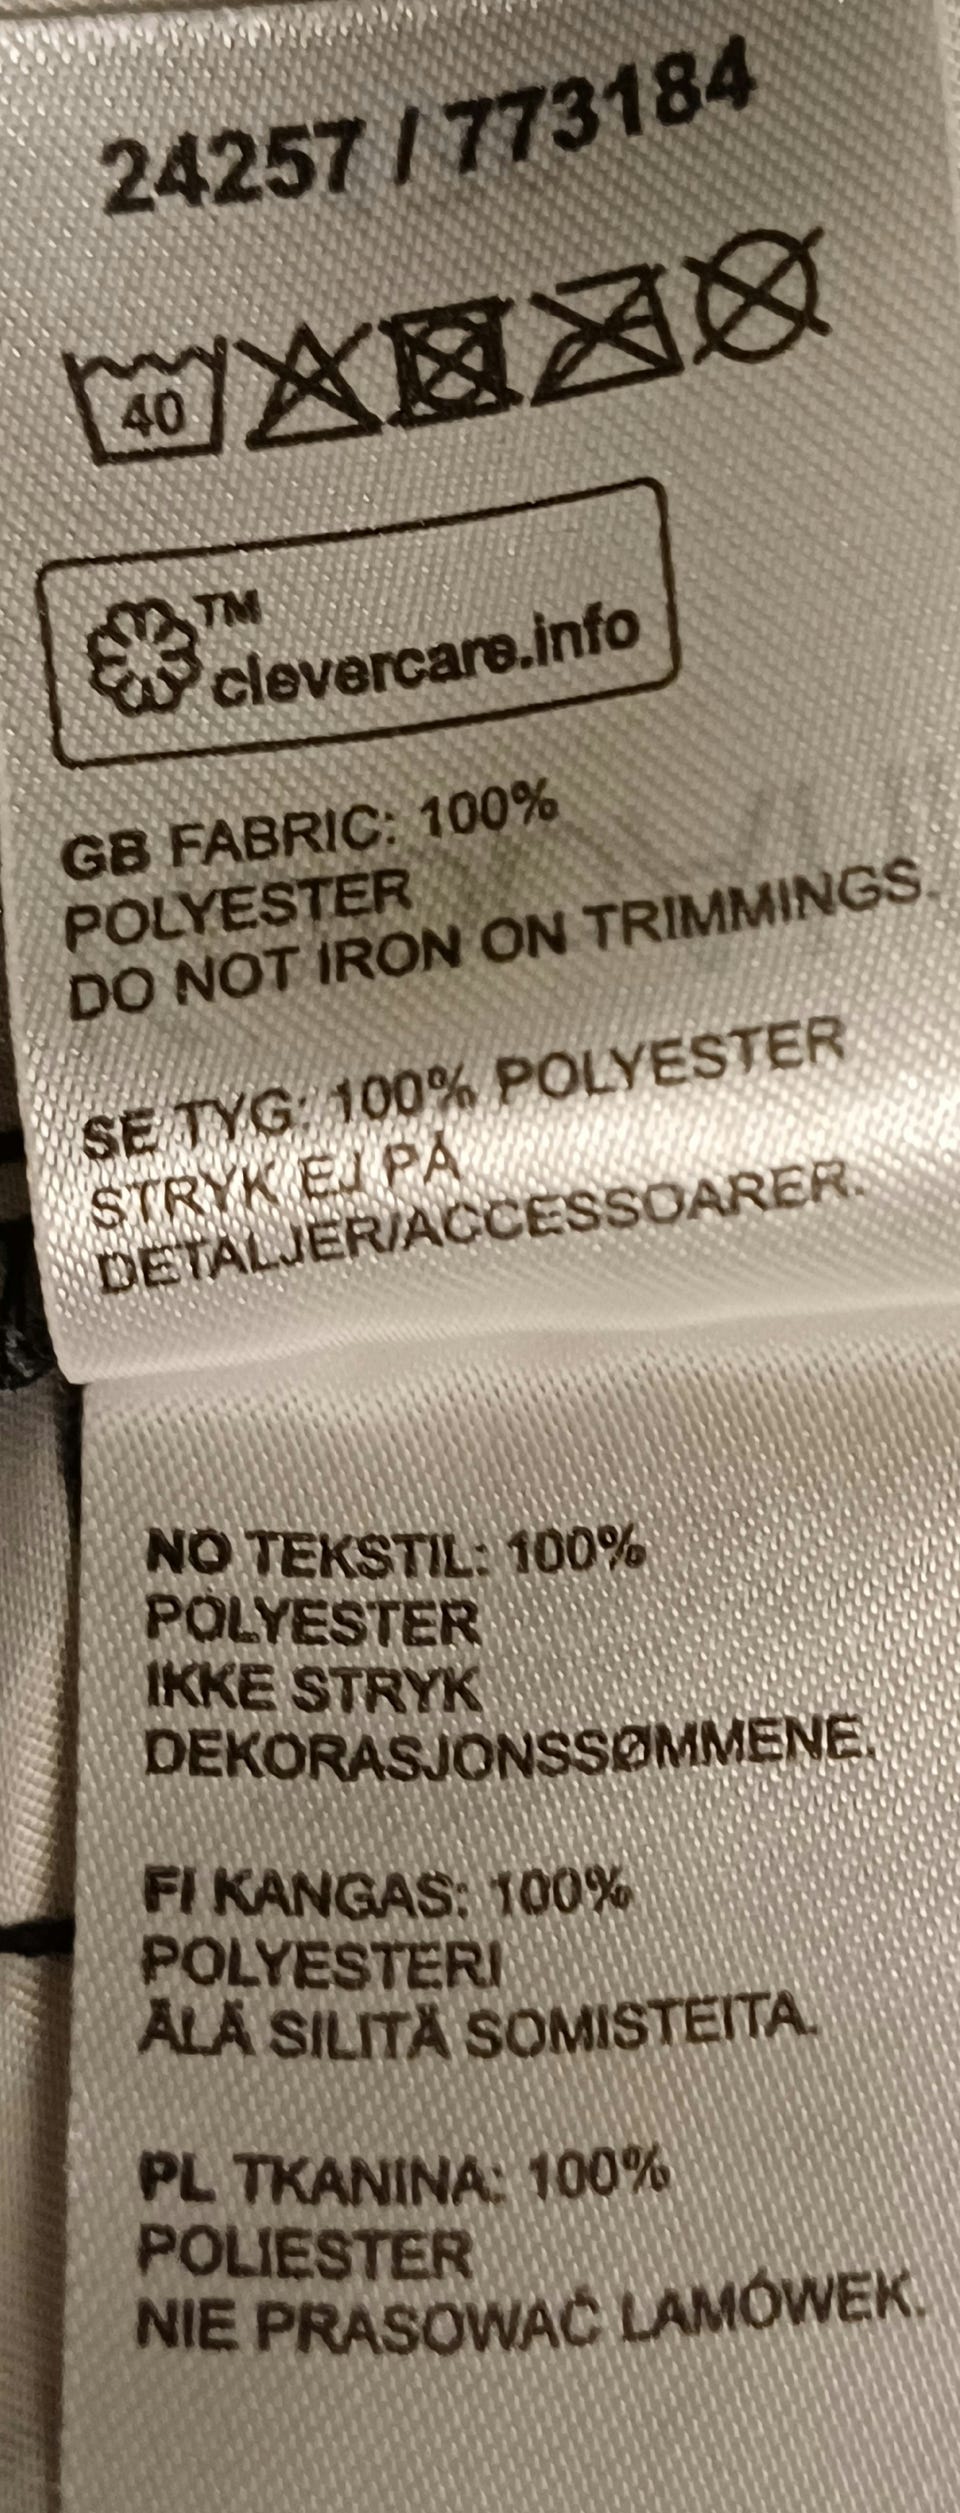 24257 / 773184
40
TM
clevercare.info
GB FABRIC: 100%
POLYESTER
DO NOT IRON ON TRIMMINGS.
SE TYG: 100% POLYESTER
STRYK EJ PÅ
DETALJER/ACCESSOARER.
NO TEKSTIL: 100%
POLYESTER
IKKE STRYK
DEKORASJONSSØMMENE.
FI KANGAS: 100%
POLYESTERI
ÄLÄ SILITÄ SOMISTEITA.
PL TKANINA: 100%
POLIESTER
NIE PRASOWAĆ LAMÓWEK.